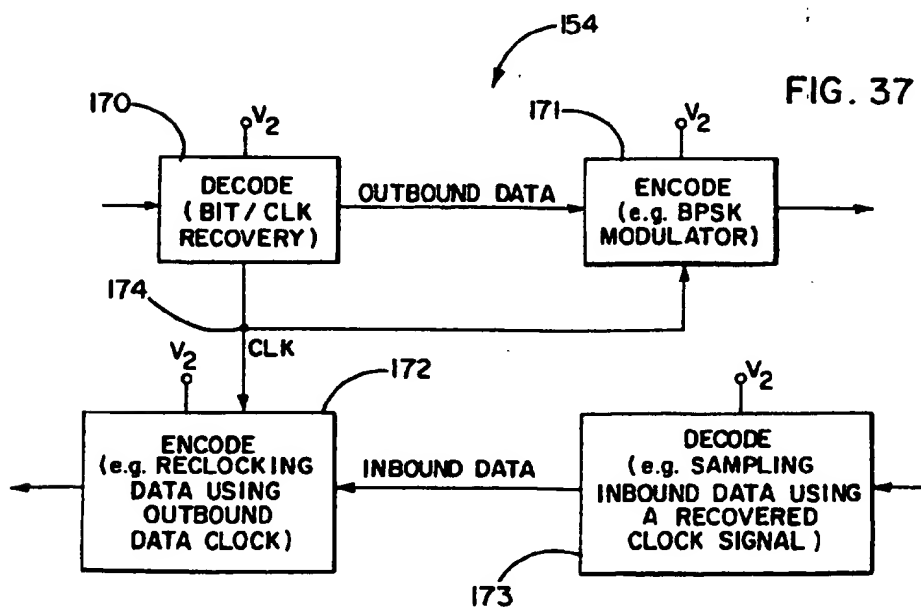 154
FIG. 37
170
V2
171
V2
DECODE
(BIT/CLK
RECOVERY)
OUTBOUND DATA
ENCODE
(e.g. BPSK
MODULATOR)
174
CLK
V2
172
V2
ENCODE
(e.g. RECLOCKING
DATA USING
OUTBOUND
DATA CLOCK)
INBOUND DATA
DECODE
(e.g. SAMPLING
INBOUND DATA USING
A RECOVERED
CLOCK SIGNAL)
173